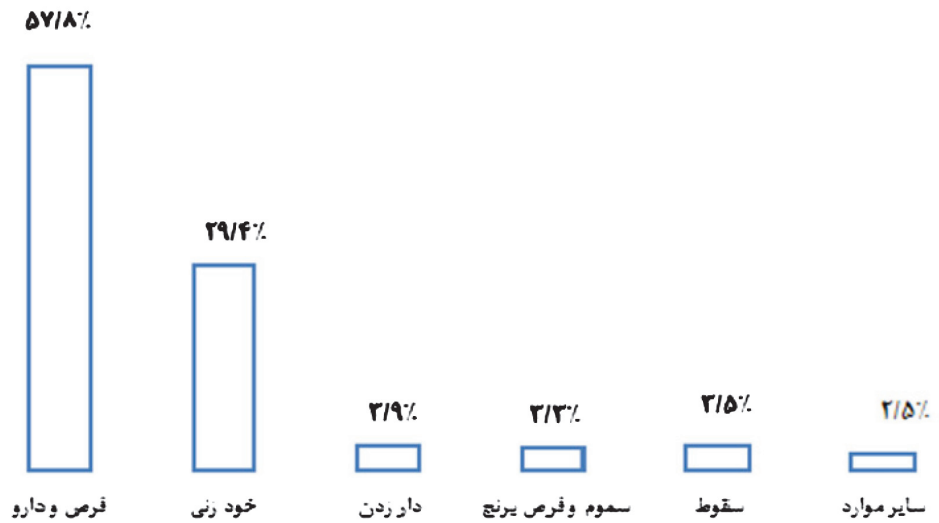 ۵۷/۸٪
۲۹/۴٪
۳/۹٪
۳/۳٪
۳/۵٪
۲/۵٪
قرص و دارو
خود زنی
دار زدن
سموم و قرص برنج
سقوط
سایر موارد